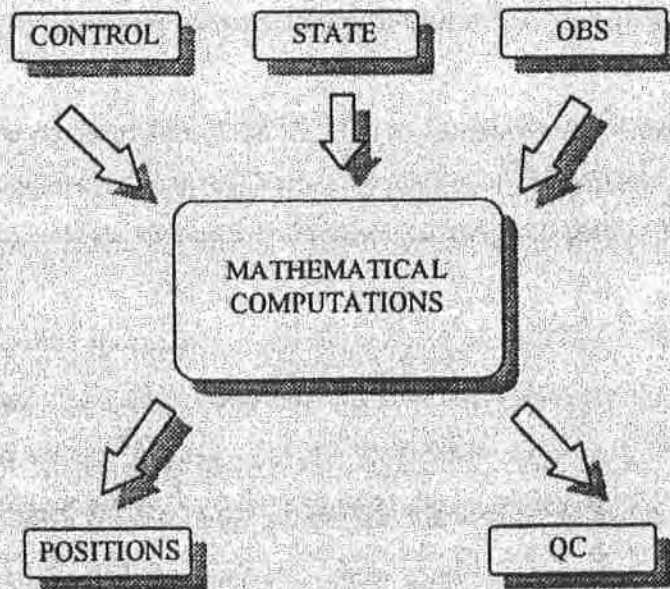 CONTROL
STATE
OBS
MATHEMATICAL
COMPUTATIONS
POSITIONS
QC